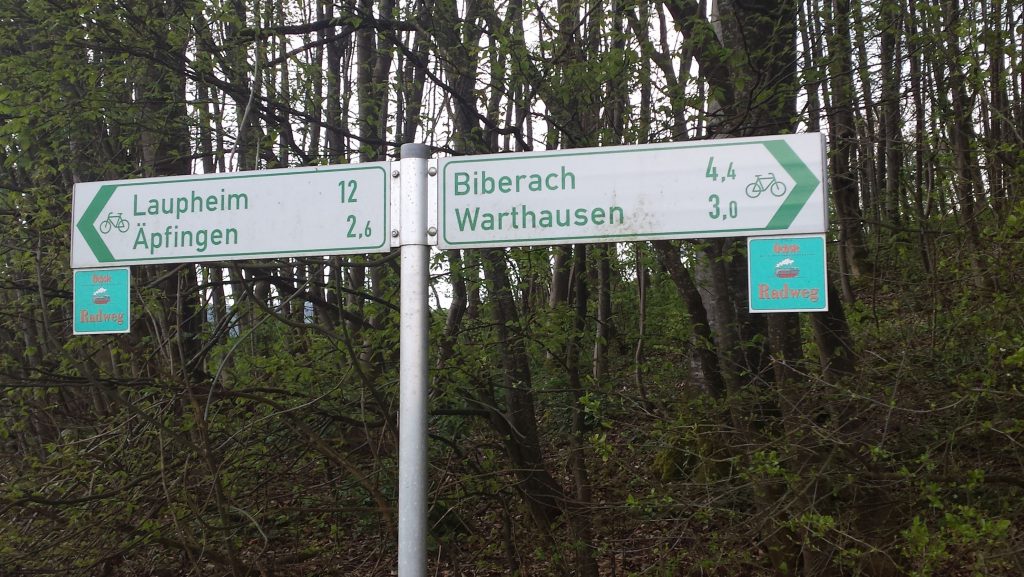 Laupheim 12
Äpfingen 2,6
Biberach 4,4
Warthausen 3,0
Radweg
Radweg